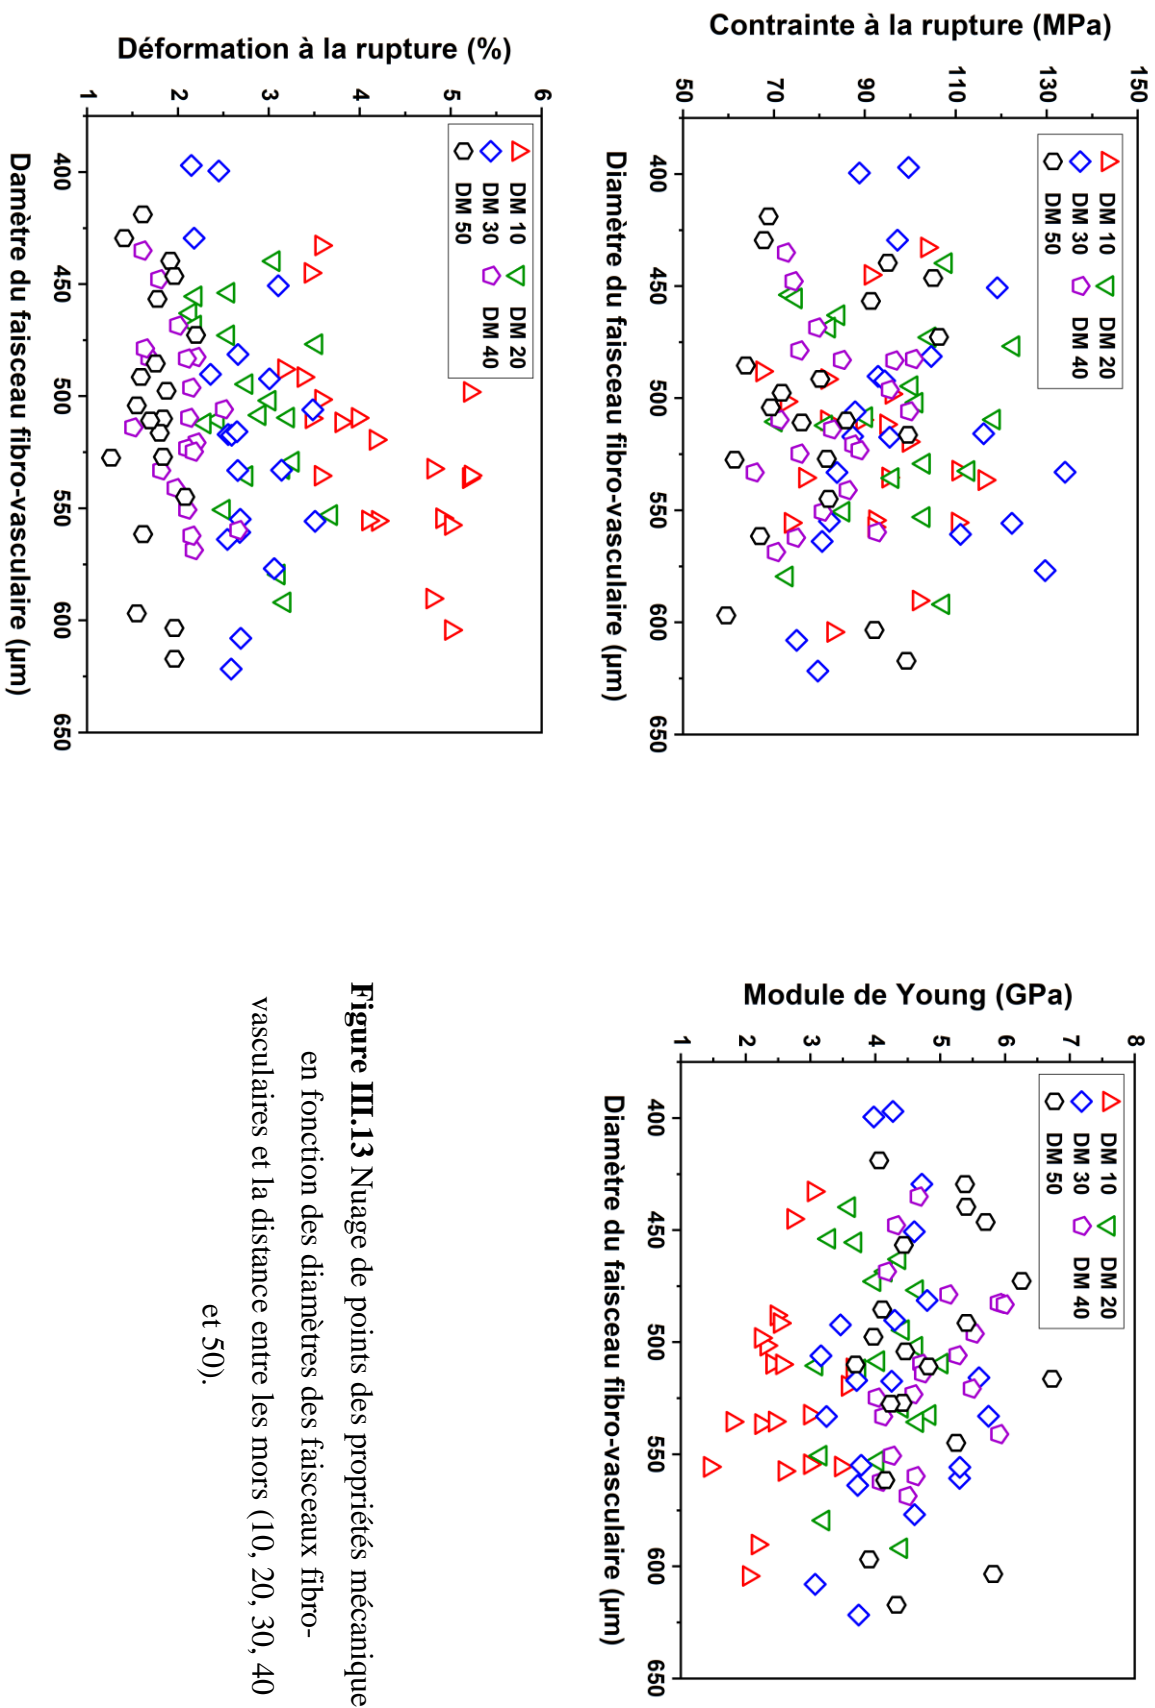 Contrainte à la rupture (MPa)
150
130
110
90
70
50
DM 10
DM 20
DM 30
DM 40
DM 50
400
450
500
550
600
650
Diamètre du faisceau fibro-vasculaire (µm)
Module de Young (GPa)
8
7
6
5
4
3
2
1
DM 10
DM 20
DM 30
DM 40
DM 50
400
450
500
550
600
650
Diamètre du faisceau fibro-vasculaire (µm)
Déformation à la rupture (%)
6
5
4
3
2
1
DM 10
DM 20
DM 30
DM 40
DM 50
400
450
500
550
600
650
Damètre du faisceau fibro-vasculaire (µm)
Figure III.13 Nuage de points des propriétés mécanique
en fonction des diamètres des faisceaux fibro-
vasculaires et la distance entre les mors (10, 20, 30, 40
et 50).